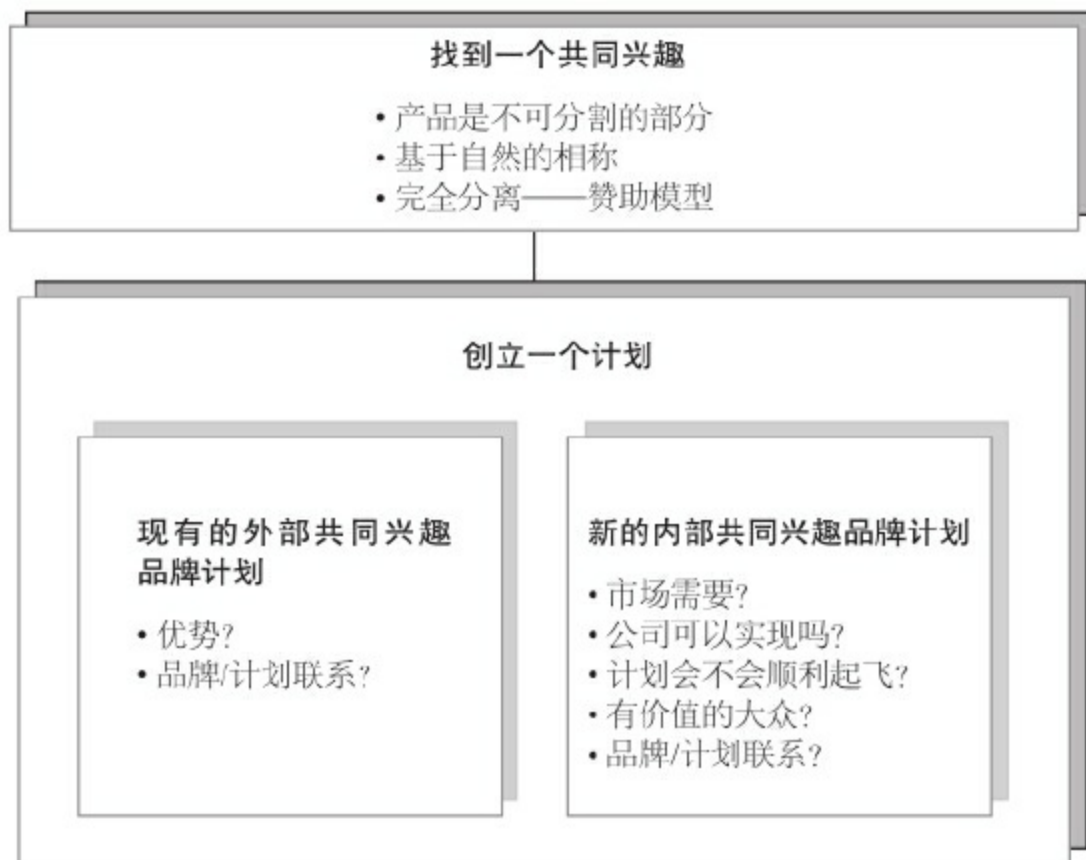 找到一个共同兴趣
• 产品是不可分割的部分
• 基于自然的相称
• 完全分离——赞助模型
创立一个计划
现有的外部共同兴趣
品牌计划
• 优势?
• 品牌/计划联系?
新的内部共同兴趣品牌计划
• 市场需要?
• 公司可以实现吗?
• 计划会不会顺利起飞?
• 有价值的大众?
• 品牌/计划联系?